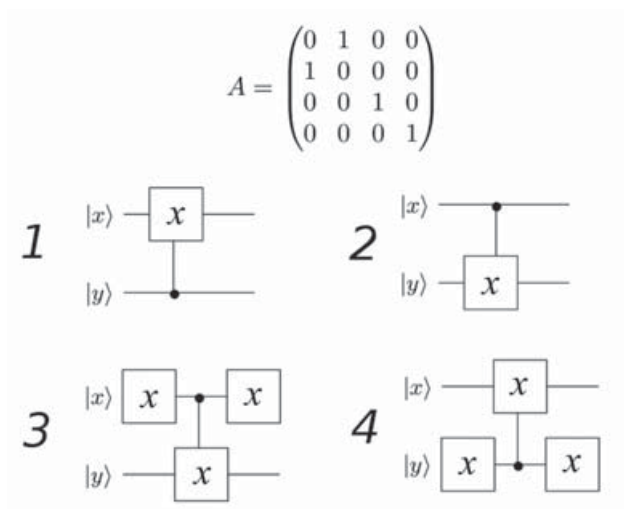 A = (0 1 0 0
1 0 0 0
0 0 1 0
0 0 0 1)
1 |x⟩ x |y⟩
2 |x⟩ |y⟩ x
3 |x⟩ x x |y⟩ x
4 |x⟩ x |y⟩ x x